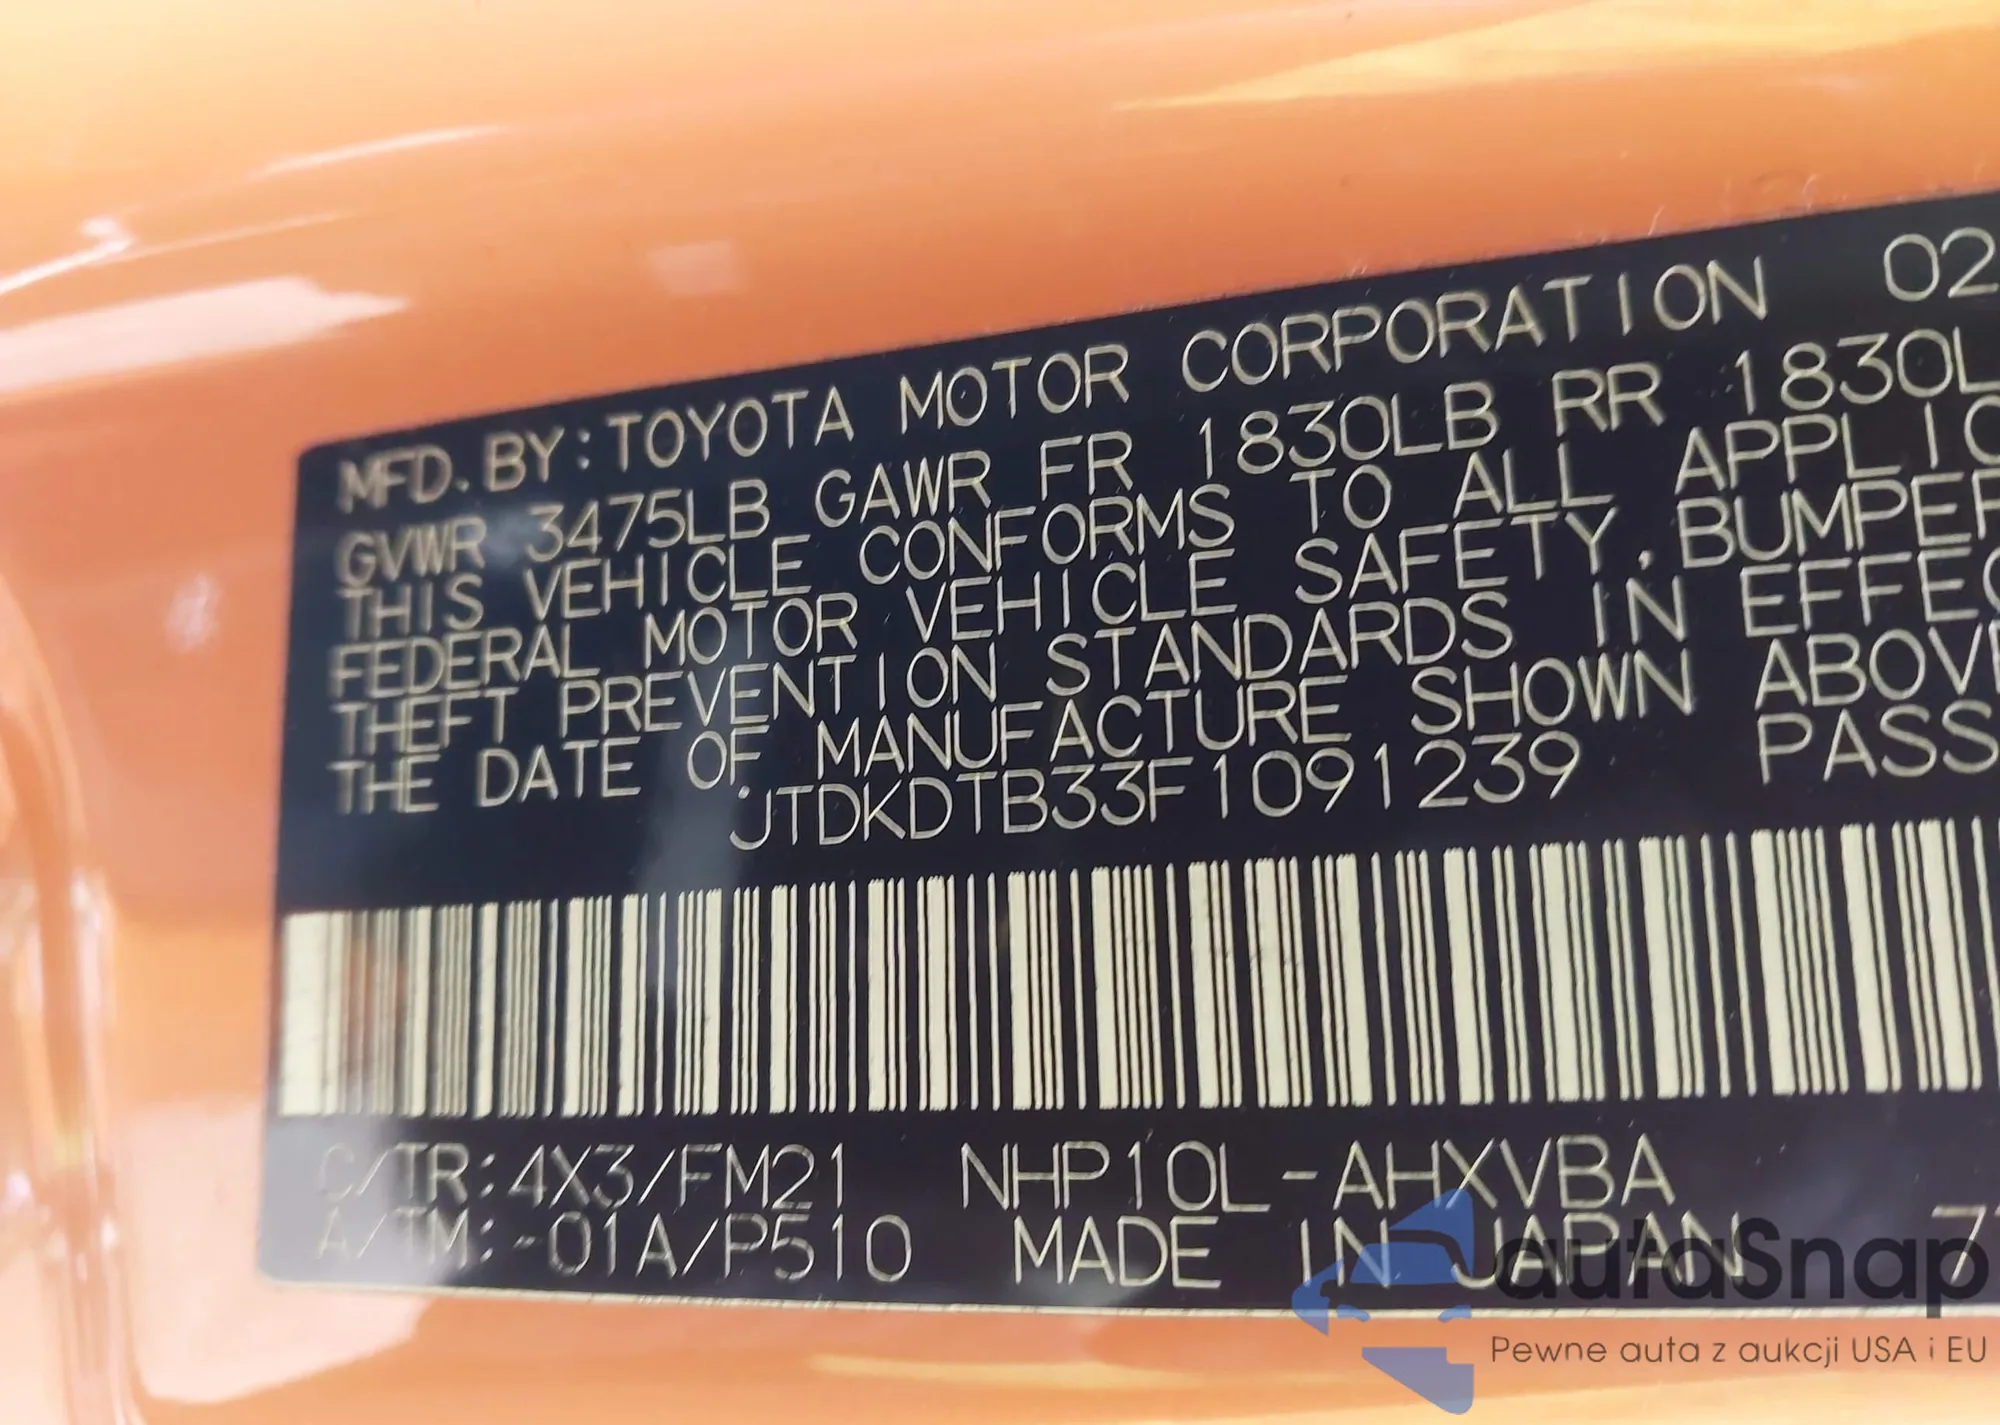 MFD. BY: TOYOTA MOTOR CORPORATION 02
GVWR 3475LB GAWR FR 1830LB RR 1830L
THIS VEHICLE CONFORMS TO ALL APPLIC
FEDERAL MOTOR VEHICLE SAFETY, BUMPER
THEFT PREVENTION STANDARDS IN EFFEC
THE DATE OF MANUFACTURE SHOWN ABOVE
JTDKDTB33F1091239 PASS
C/TR:4X3/FM21 NHP10L-AHXVBA
A/TM:-01A/P510 MADE IN JAPAN 77
autaSnap
Pewne auta z aukcji USA i EU